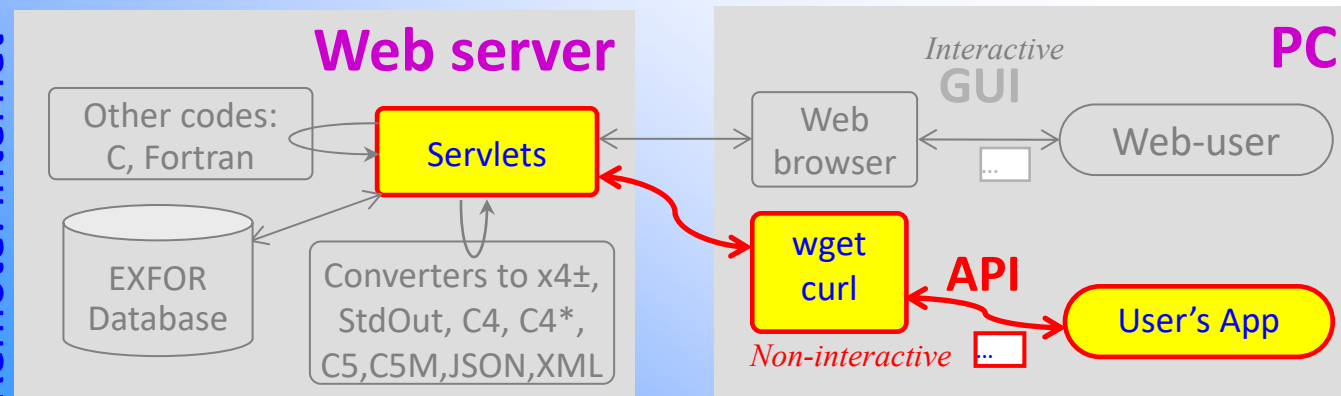 Web server
Other codes:
C, Fortran
Servlets
EXFOR
Database
Converters to x4±,
StdOut, C4, C4*,
C5,C5M,JSON,XML
PC
Interactive
GUI
Web
browser
...
Web-user
wget
curl
API
Non-interactive
...
User's App